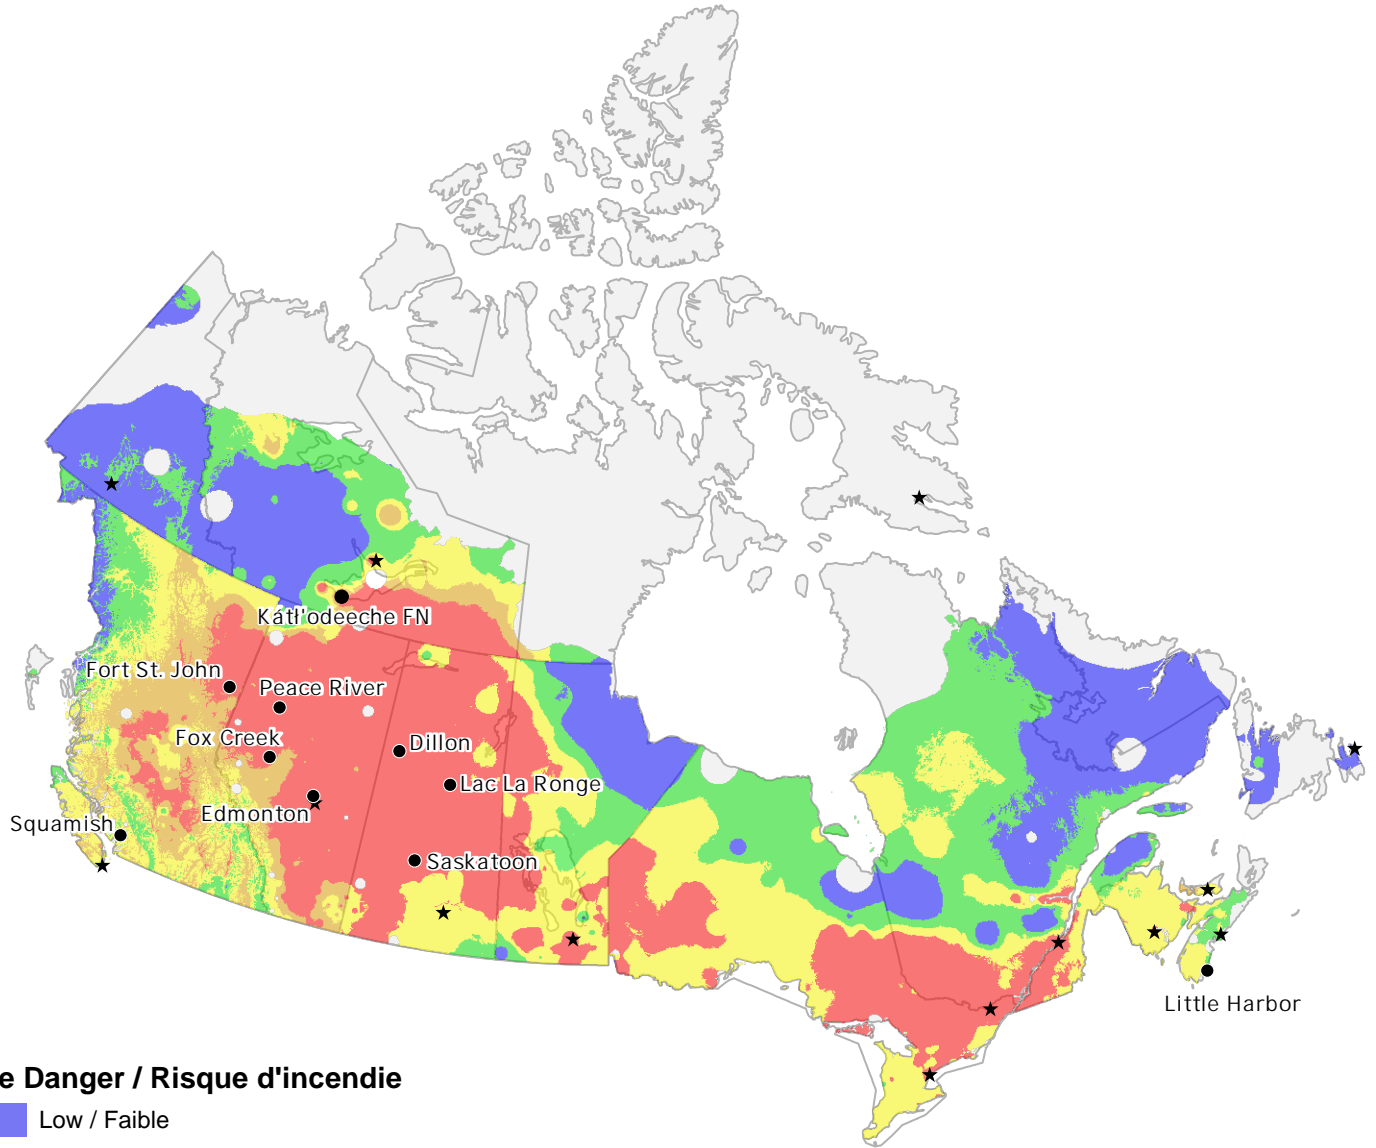 Kátł'odeeche FN
Fort St. John
Peace River
Fox Creek
Dillon
Lac La Ronge
Edmonton
Squamish
Saskatoon
Little Harbor
e Danger / Risque d'incendie
Low / Faible